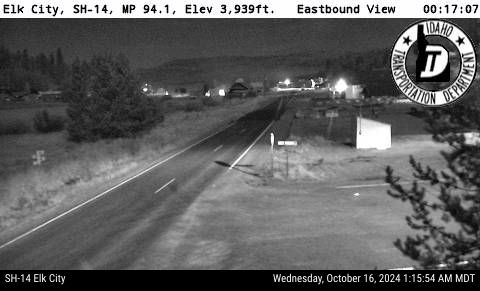 Elk City, SH-14, MP 94.1, Elev 3,939ft. Eastbound View 00:17:07
IDAHO
TRANSPORTATION DEPARTMENT
SH-14 Elk City Wednesday, October 16, 2024 1:15:54 AM MDT